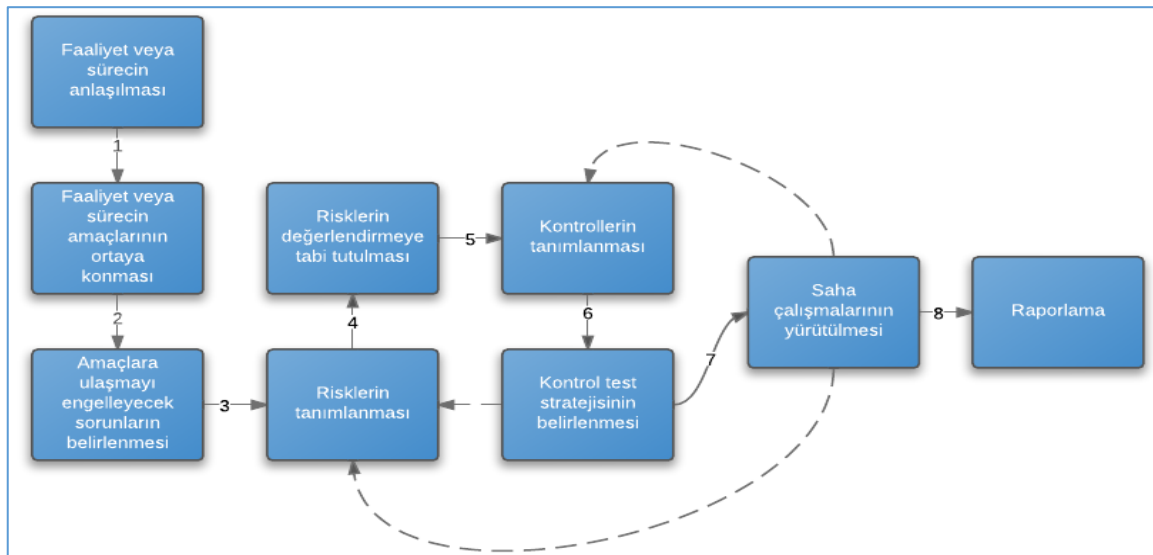 Faaliyet veya
sürecin
anlaşılması
1
Faaliyet veya
sürecin
amaçlarının
ortaya
konması
2
Amaçlara
ulaşmayı
engelleyecek
sorunların
belirlenmesi
3
Risklerin
tanımlanması
4
Risklerin
değerlendirmeye
tabi tutulması
5
Kontrollerin
tanımlanması
6
Kontrol test
stratejisinin
belirlenmesi
7
Saha
çalışmalarının
yürütülmesi
8
Raporlama